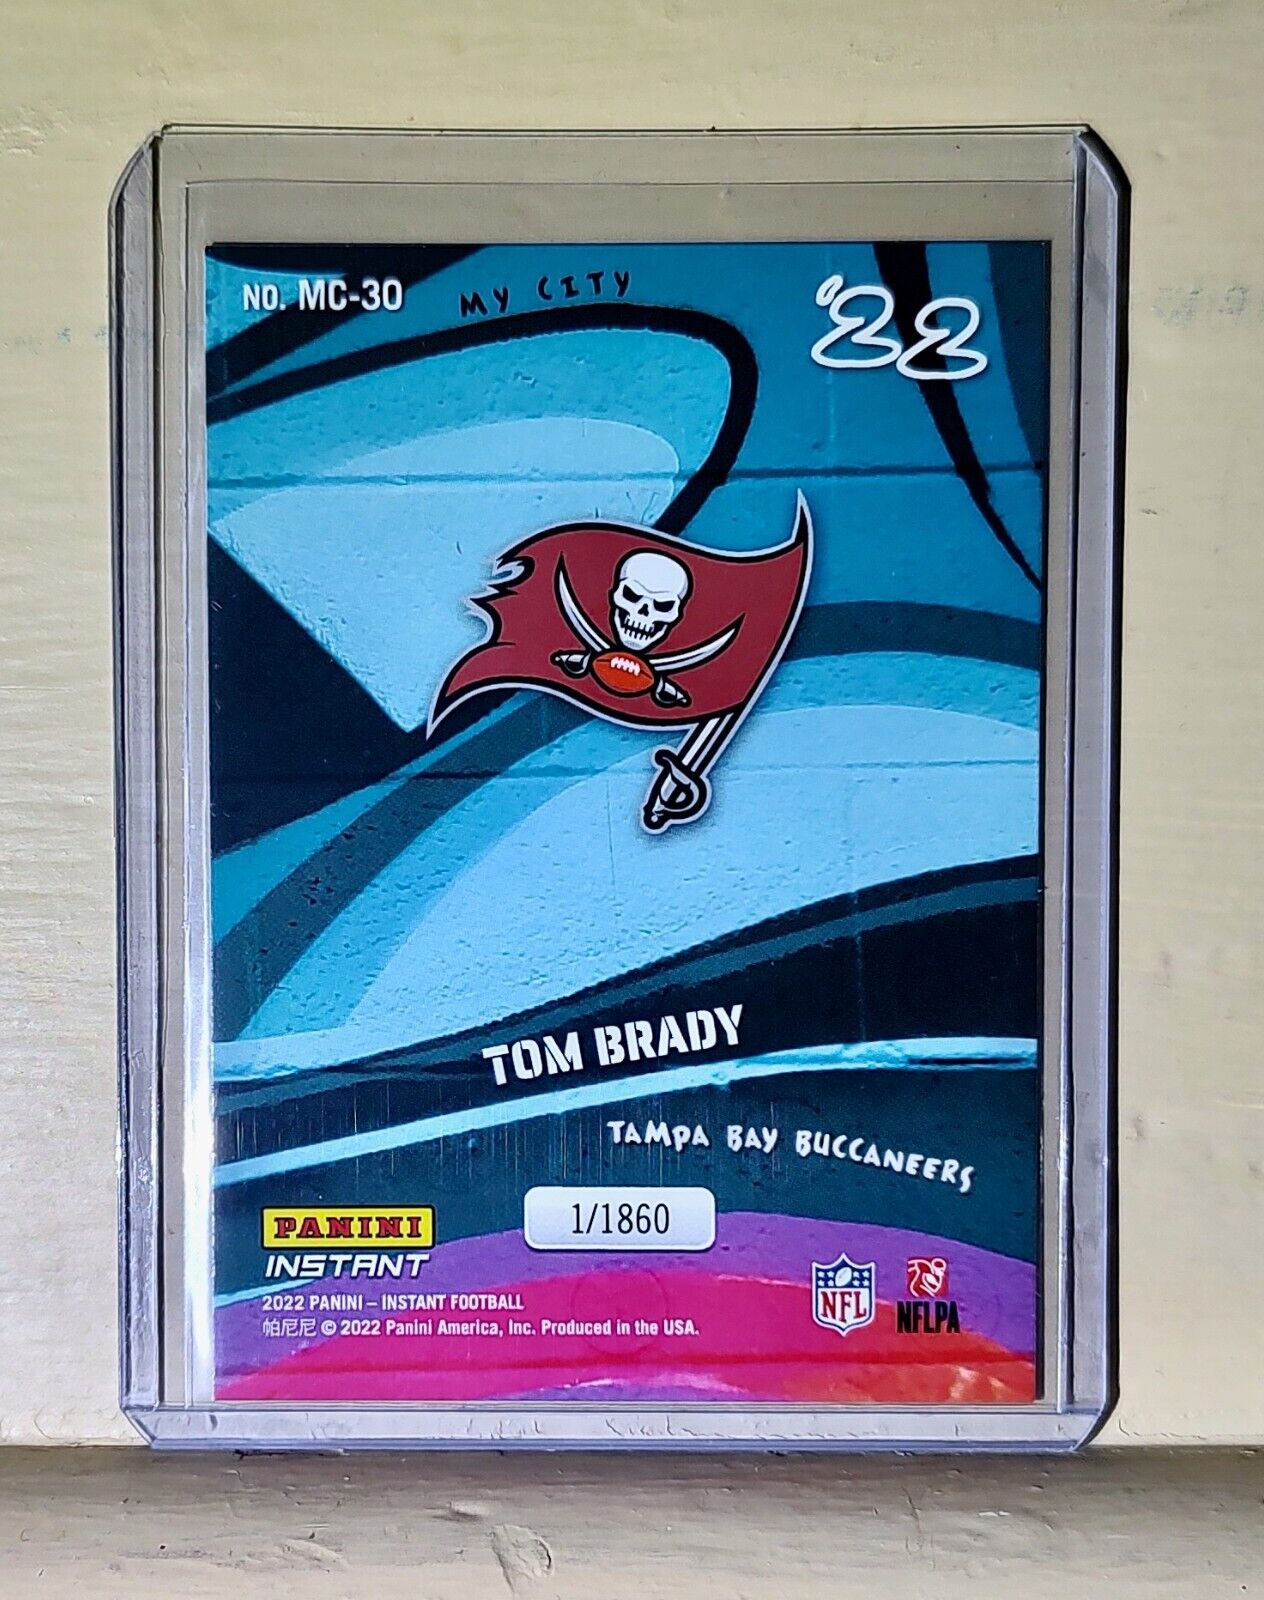 NO. MC-30
MY CITY
'22
TOM BRADY
TAMPA BAY BUCCANEERS
1/1860
PANINI
INSTANT
2022 PANINI – INSTANT FOOTBALL
帕尼尼 © 2022 Panini America, Inc. Produced in the USA.
NFL
NFLPA